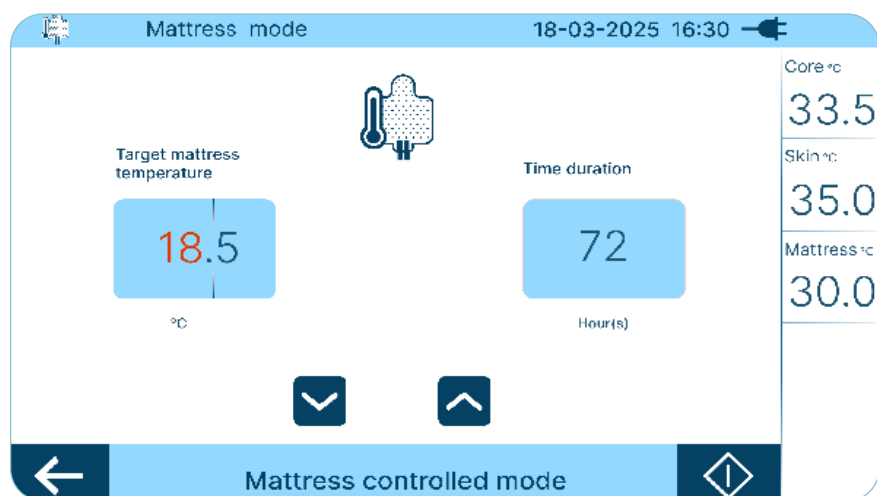 Mattress mode
18-03-2025 16:30
Core °C
33.5
Skin °C
35.0
Mattress °C
30.0
Target mattress
temperature
18.5
°C
Time duration
72
Hour(s)
Mattress controlled mode